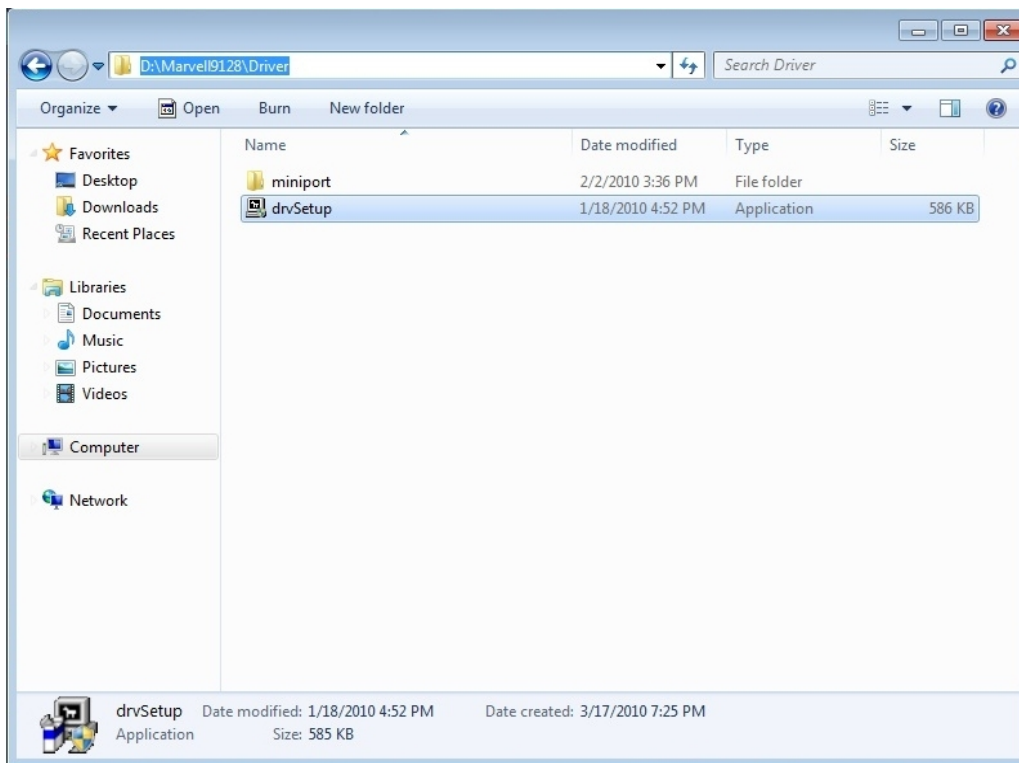 D:\Marvell9128\Driver
Search Driver
Organize
Open
Burn
New folder
Favorites
Desktop
Downloads
Recent Places
Libraries
Documents
Music
Pictures
Videos
Computer
Network
Name Date modified Type Size
miniport 2/2/2010 3:36 PM File folder
drvSetup 1/18/2010 4:52 PM Application 586 KB
drvSetup Date modified: 1/18/2010 4:52 PM Date created: 3/17/2010 7:25 PM
Application Size: 585 KB